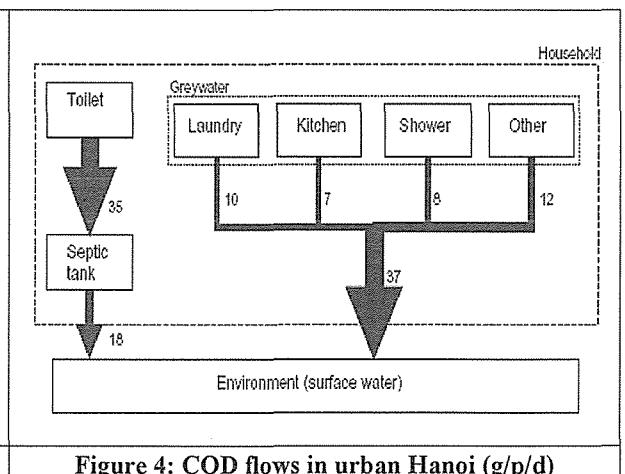 Household
Greywater
Toilet
Laundry
Kitchen
Shower
Other
35
10
7
8
12
Septic
tank
37
18
Environment (surface water)
Figure 4: COD flows in urban Hanoi (g/p/d)